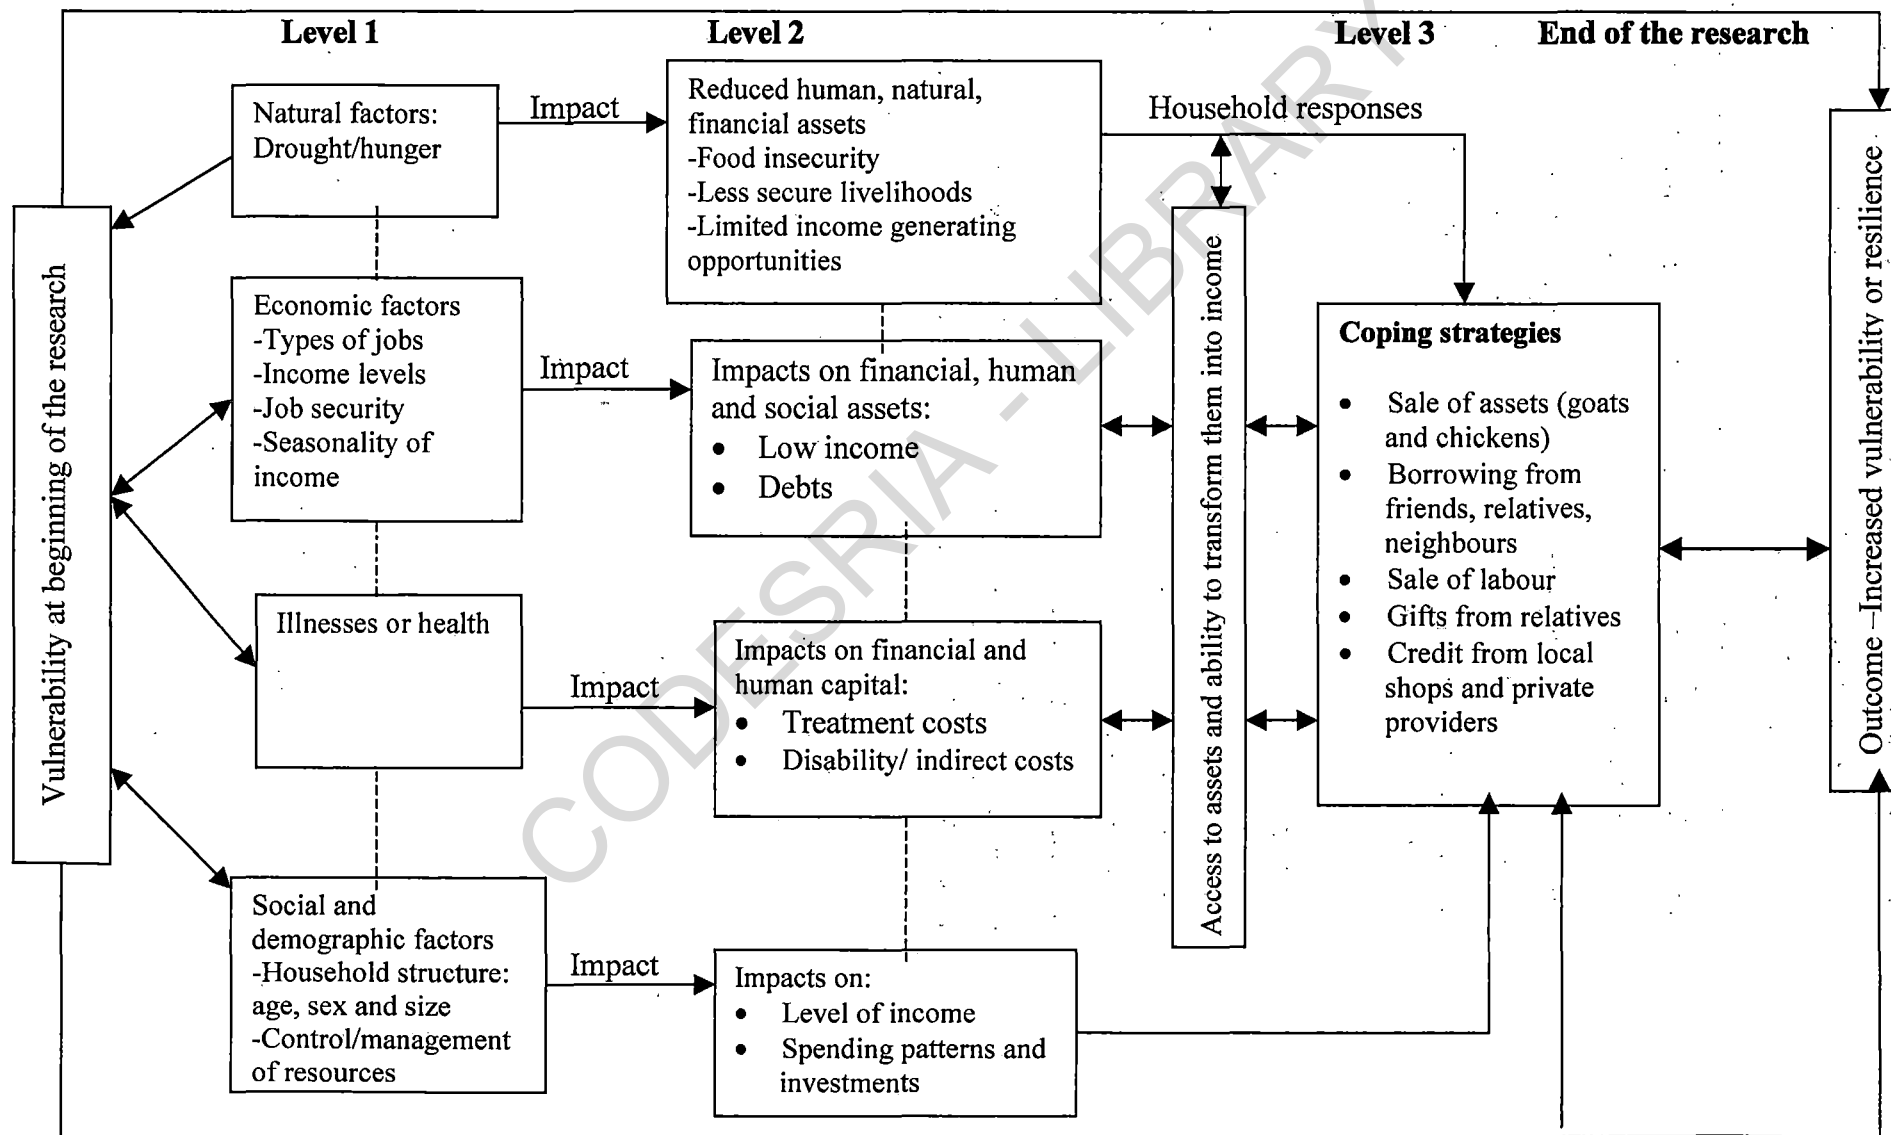 Level 1
Level 2
Level 3
End of the research
Vulnerability at beginning of the research
Natural factors:
Drought/hunger
Economic factors
-Types of jobs
-Income levels
-Job security
-Seasonality of
income
Illnesses or health
Social and
demographic factors
-Household structure:
age, sex and size
-Control/management
of resources
Impact
Impact
Impact
Impact
Reduced human, natural,
financial assets
-Food insecurity
-Less secure livelihoods
-Limited income generating
opportunities
Impacts on financial, human
and social assets:
• Low income
• Debts
Impacts on financial and
human capital:
• Treatment costs
• Disability/ indirect costs
Impacts on:
• Level of income
• Spending patterns and
investments
Household responses
Access to assets and ability to transform them into income
Coping strategies
• Sale of assets (goats
and chickens)
• Borrowing from
friends, relatives,
neighbours
• Sale of labour
• Gifts from relatives
• Credit from local
shops and private
providers
Outcome –Increased vulnerability or resilience
CODESRIA - LIBRARY